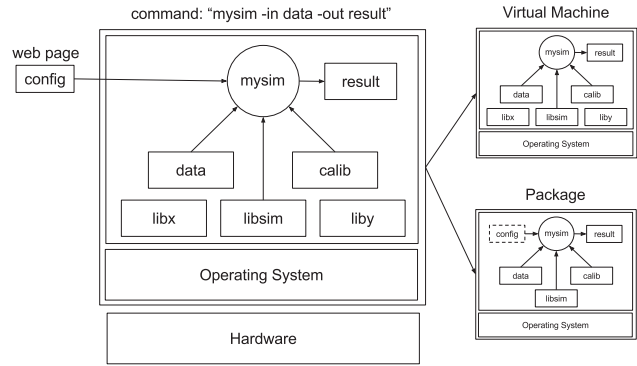 command: “mysim -in data -out result”
web page
config
mysim
result
data
calib
libx
libsim
liby
Operating System
Hardware
Virtual Machine
mysim
result
data
calib
libx
libsim
liby
Operating System
Package
config
mysim
result
data
calib
libsim
Operating System